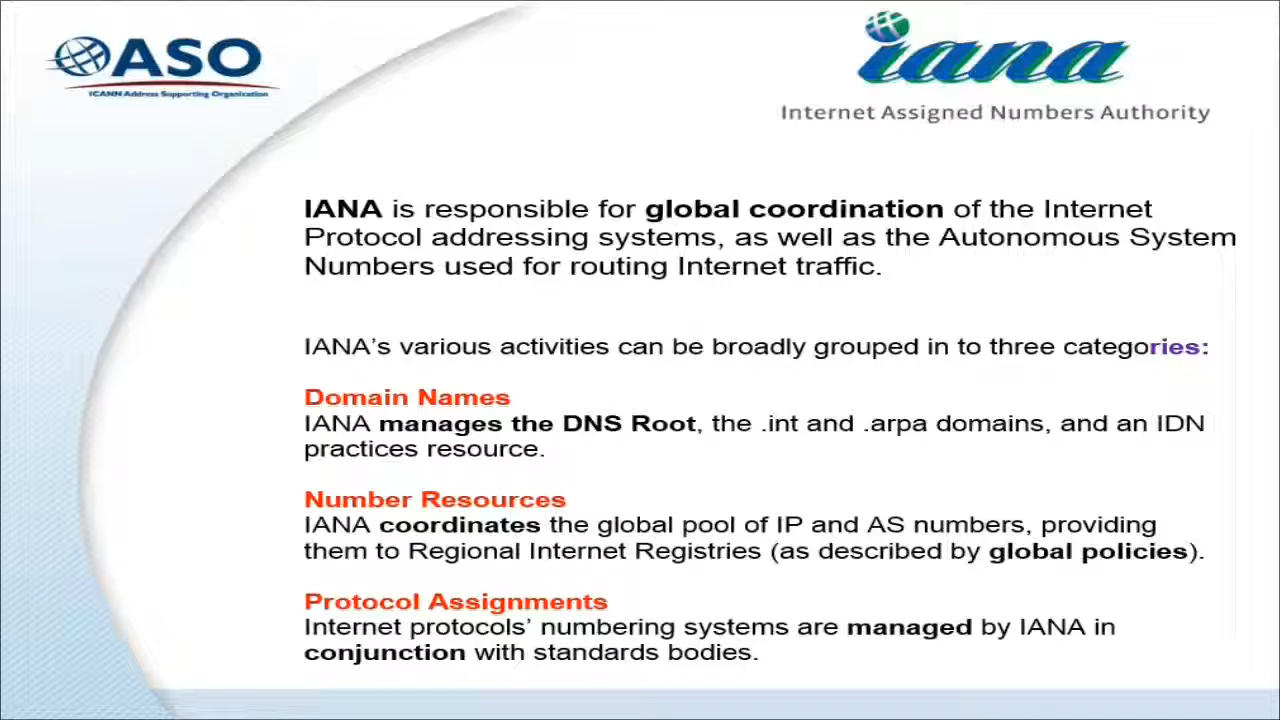 ASO
ICANN Address Supporting Organization
iana
Internet Assigned Numbers Authority
IANA is responsible for global coordination of the Internet
Protocol addressing systems, as well as the Autonomous System
Numbers used for routing Internet traffic.
IANA’s various activities can be broadly grouped in to three categories:
Domain Names
IANA manages the DNS Root, the .int and .arpa domains, and an IDN
practices resource.
Number Resources
IANA coordinates the global pool of IP and AS numbers, providing
them to Regional Internet Registries (as described by global policies).
Protocol Assignments
Internet protocols’ numbering systems are managed by IANA in
conjunction with standards bodies.